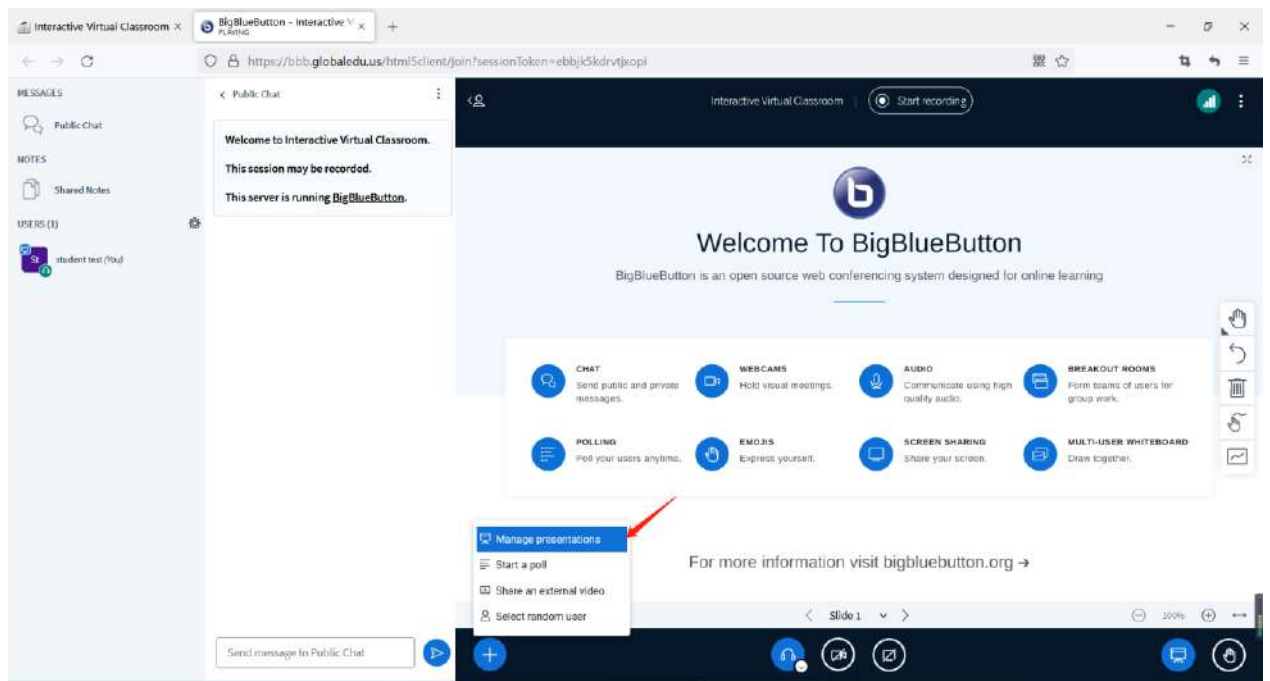 Interactive Virtual Classroom
BigBlueButton - Interactive V
PLAYING
https://bbb.globaledu.us/html5client/join?sessionToken=ebbjk5kdrvtjxopi
MESSAGES
Public Chat
NOTES
Shared Notes
USERS (1)
St
student test (You)
Public Chat
Welcome to Interactive Virtual Classroom.
This session may be recorded.
This server is running BigBlueButton.
Send message to Public Chat
Interactive Virtual Classroom
Start recording
b
Welcome To BigBlueButton
BigBlueButton is an open source web conferencing system designed for online learning
CHAT
Send public and private
messages.
WEBCAMS
Hold visual meetings.
AUDIO
Communicate using high
quality audio.
BREAKOUT ROOMS
Form teams of users for
group work.
POLLING
Poll your users anytime.
EMOJIS
Express yourself.
SCREEN SHARING
Share your screen.
MULTI-USER WHITEBOARD
Draw together.
Manage presentations
Start a poll
Share an external video
Select random user
For more information visit bigbluebutton.org →
Slide 1
100%